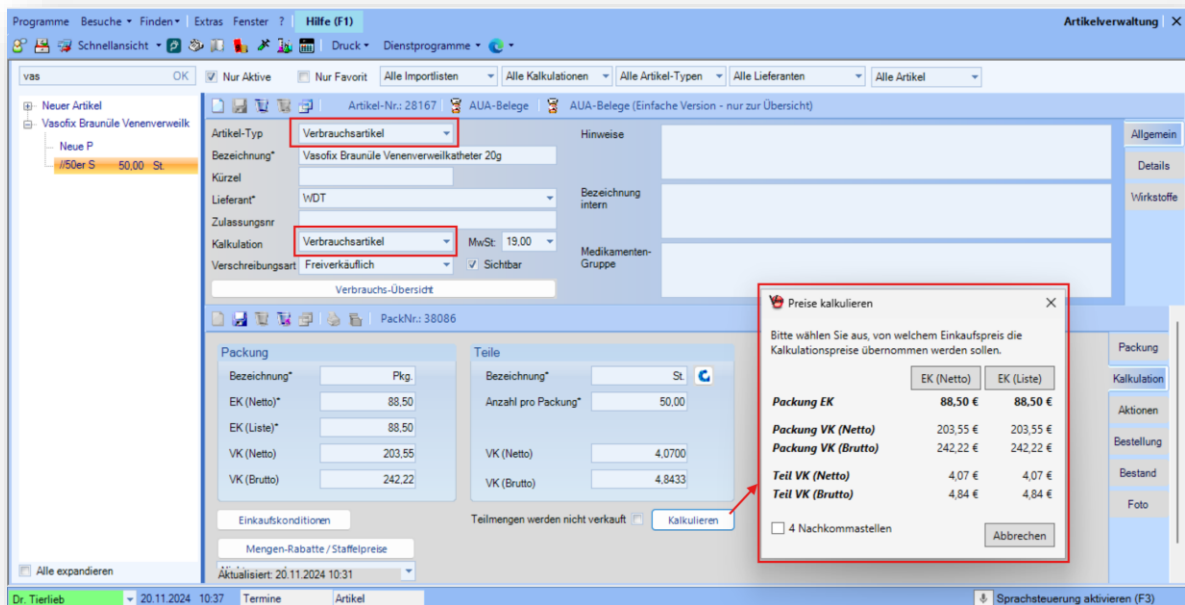 Programme Besuche Finden Extras Fenster ? Hilfe (F1) Artikelverwaltung X
Schnellansicht Druck Dienstprogramme
vas OK Nur Aktive Nur Favorit Alle Importlisten Alle Kalkulationen Alle Artikel-Typen Alle Lieferanten Alle Artikel
Neuer Artikel
Vasofix Braunüle Venenverweilk
Neue P
//50er S 50,00 St.
Artikel-Nr.: 28167 AUA-Belege AUA-Belege (Einfache Version - nur zur Übersicht)
Artikel-Typ Verbrauchsartikel
Bezeichnung* Vasofix Braunüle Venenverweilkatheter 20g
Kürzel
Lieferant* WDT
Zulassungsnr
Kalkulation Verbrauchsartikel MwSt: 19,00
Verschreibungsart Freiverkäuflich Sichtbar
Verbrauchs-Übersicht
Hinweise
Bezeichnung
intern
Medikamenten-
Gruppe
Allgemein
Details
Wirkstoffe
PackNr.: 38086
Packung
Bezeichnung* Pkg.
EK (Netto)* 88,50
EK (Liste)* 88,50
VK (Netto) 203,55
VK (Brutto) 242,22
Teile
Bezeichnung* St.
Anzahl pro Packung* 50,00
VK (Netto) 4,0700
VK (Brutto) 4,8433
Einkaufskonditionen
Teilmengen werden nicht verkauft Kalkulieren
Mengen-Rabatte / Staffelpreise
Aktualisiert: 20.11.2024 10:31
Preise kalkulieren
Bitte wählen Sie aus, von welchem Einkaufspreis die
Kalkulationspreise übernommen werden sollen.
EK (Netto) EK (Liste)
Packung EK 88,50 € 88,50 €
Packung VK (Netto) 203,55 € 203,55 €
Packung VK (Brutto) 242,22 € 242,22 €
Teil VK (Netto) 4,07 € 4,07 €
Teil VK (Brutto) 4,84 € 4,84 €
4 Nachkommastellen
Abbrechen
Packung
Kalkulation
Aktionen
Bestellung
Bestand
Foto
Alle expandieren
Dr. Tierlieb 20.11.2024 10:37 Termine Artikel Sprachsteuerung aktivieren (F3)